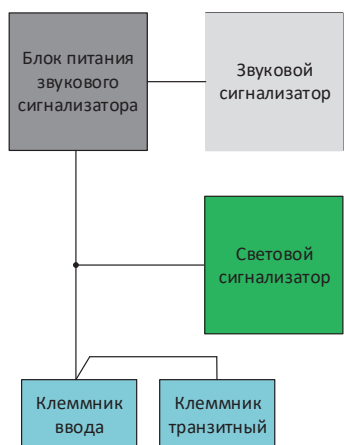 Блок питания
звукового
сигнализатора
Звуковой
сигнализатор
Световой
сигнализатор
Клеммник
ввода
Клеммник
транзитный